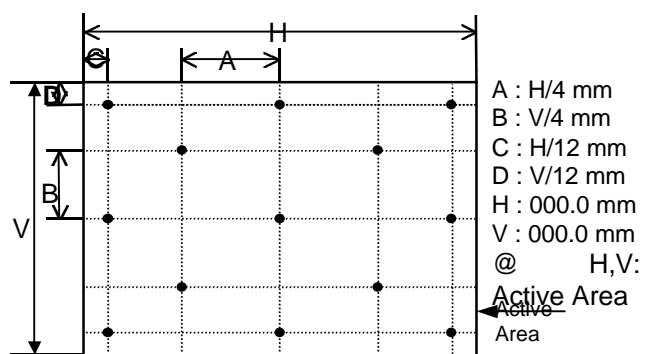 H
C
A
D
B
V
A : H/4 mm
B : V/4 mm
C : H/12 mm
D : V/12 mm
H : 000.0 mm
V : 000.0 mm
@ H,V:
Active Area
Active
Area